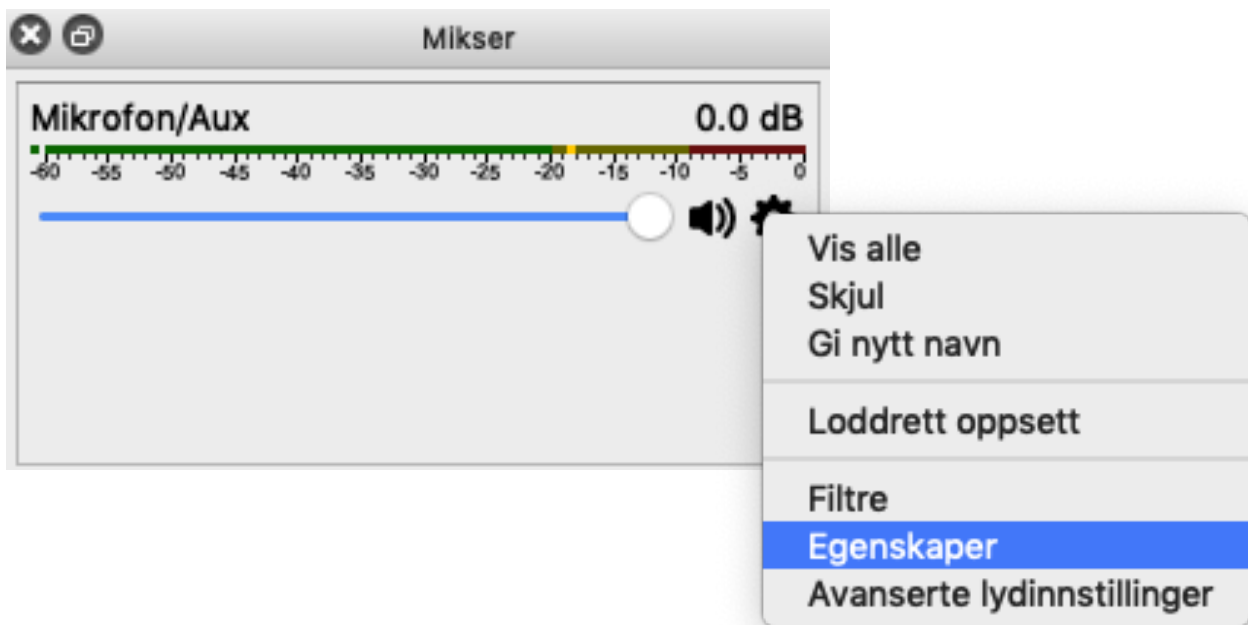 Mikser
Mikrofon/Aux 0.0 dB
-60 -55 -50 -45 -40 -35 -30 -25 -20 -15 -10 -5 0
Vis alle
Skjul
Gi nytt navn
Loddrett oppsett
Filtre
Egenskaper
Avanserte lydinnstillinger